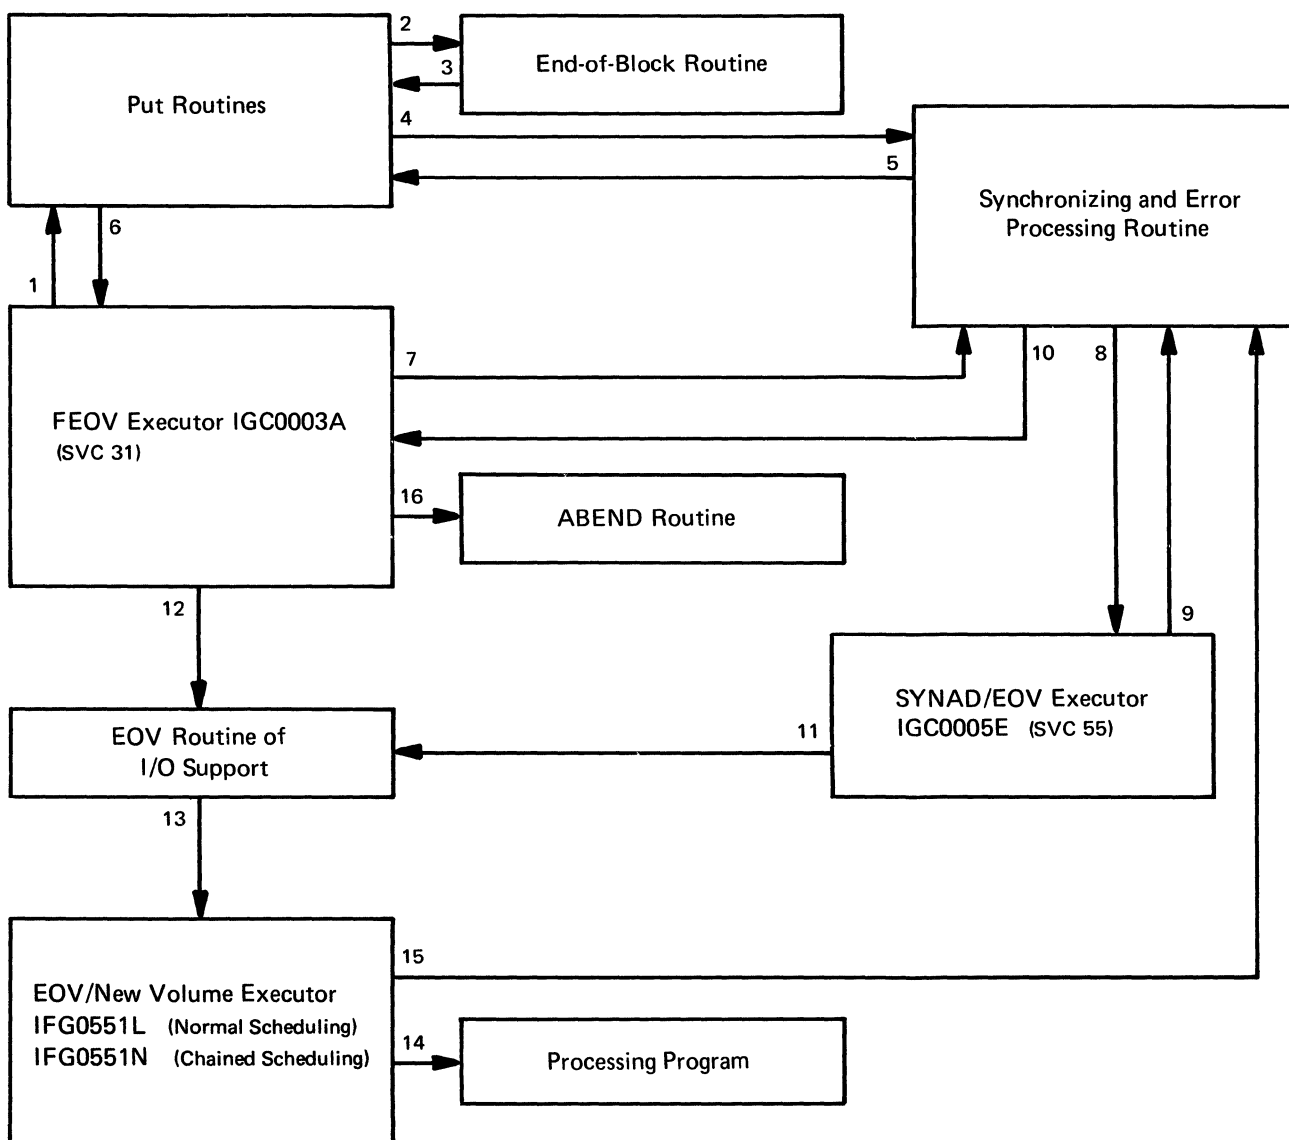 2
End-of-Block Routine
3
Put Routines
4
5
Synchronizing and Error
Processing Routine
6
1
7
10
8
FEOV Executor IGC0003A
(SVC 31)
16
ABEND Routine
12
9
SYNAD/EOV Executor
IGC0005E (SVC 55)
11
EOV Routine of
I/O Support
13
15
EOV/New Volume Executor
IFG0551L (Normal Scheduling)
IFG0551N (Chained Scheduling)
14
Processing Program